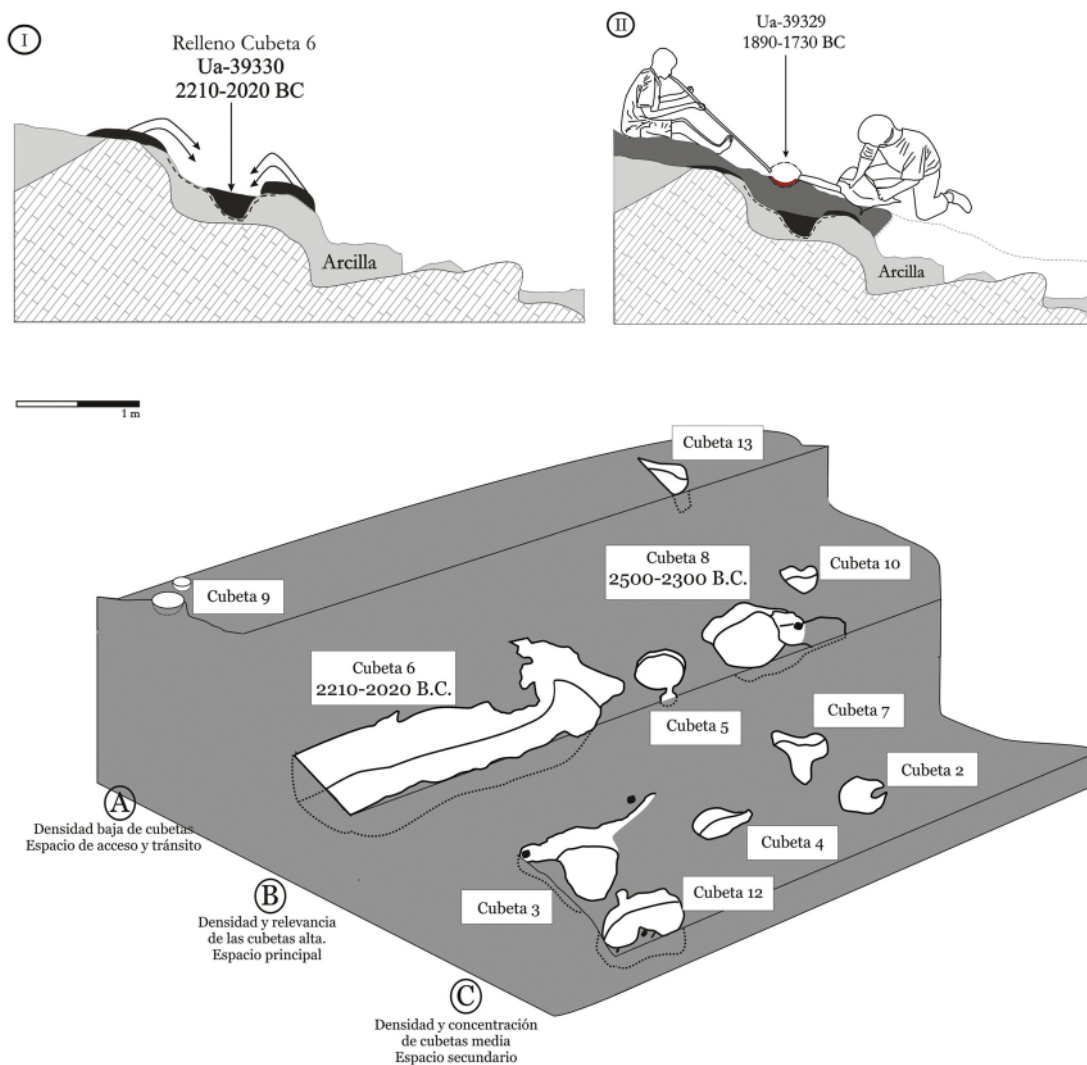 I
Relleno Cubeta 6
Ua-39330
2210-2020 BC
Arcilla
II
Ua-39329
1890-1730 BC
Arcilla
1 m
Cubeta 13
Cubeta 8
2500-2300 B.C.
Cubeta 10
Cubeta 9
Cubeta 6
2210-2020 B.C.
Cubeta 5
Cubeta 7
Cubeta 2
Cubeta 4
Cubeta 3
Cubeta 12
A
Densidad baja de cubetas
Espacio de acceso y tránsito
B
Densidad y relevancia
de las cubetas alta.
Espacio principal
C
Densidad y concentración
de cubetas media
Espacio secundario